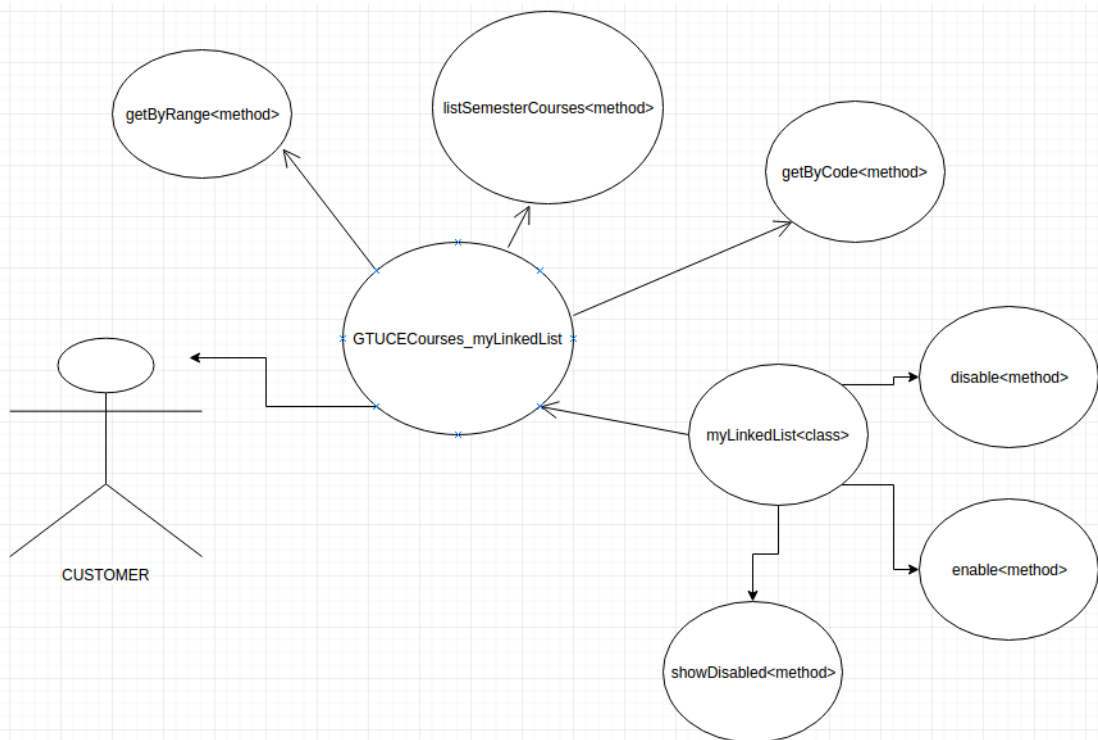 listSemesterCourses<method>
getByRange<method>
getByCode<method>
GTUCECourses_myLinkedList
disable<method>
myLinkedList<class>
enable<method>
CUSTOMER
showDisabled<method>